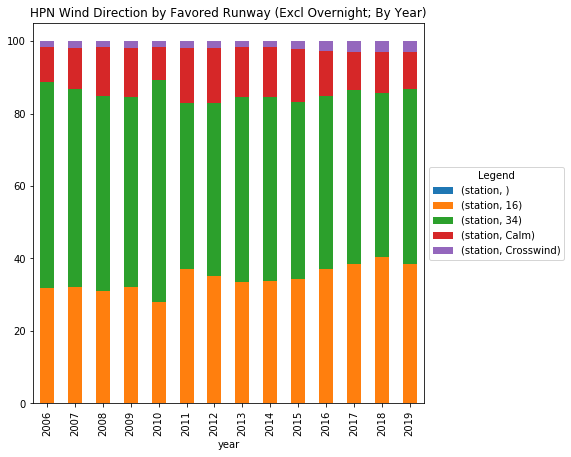 HPN Wind Direction by Favored Runway (Excl Overnight; By Year)
100
80
60
40
20
0
2006
2007
2008
2009
2010
2011
2012
2013
2014
2015
2016
2017
2018
2019
year
Legend
(station, )
(station, 16)
(station, 34)
(station, Calm)
(station, Crosswind)